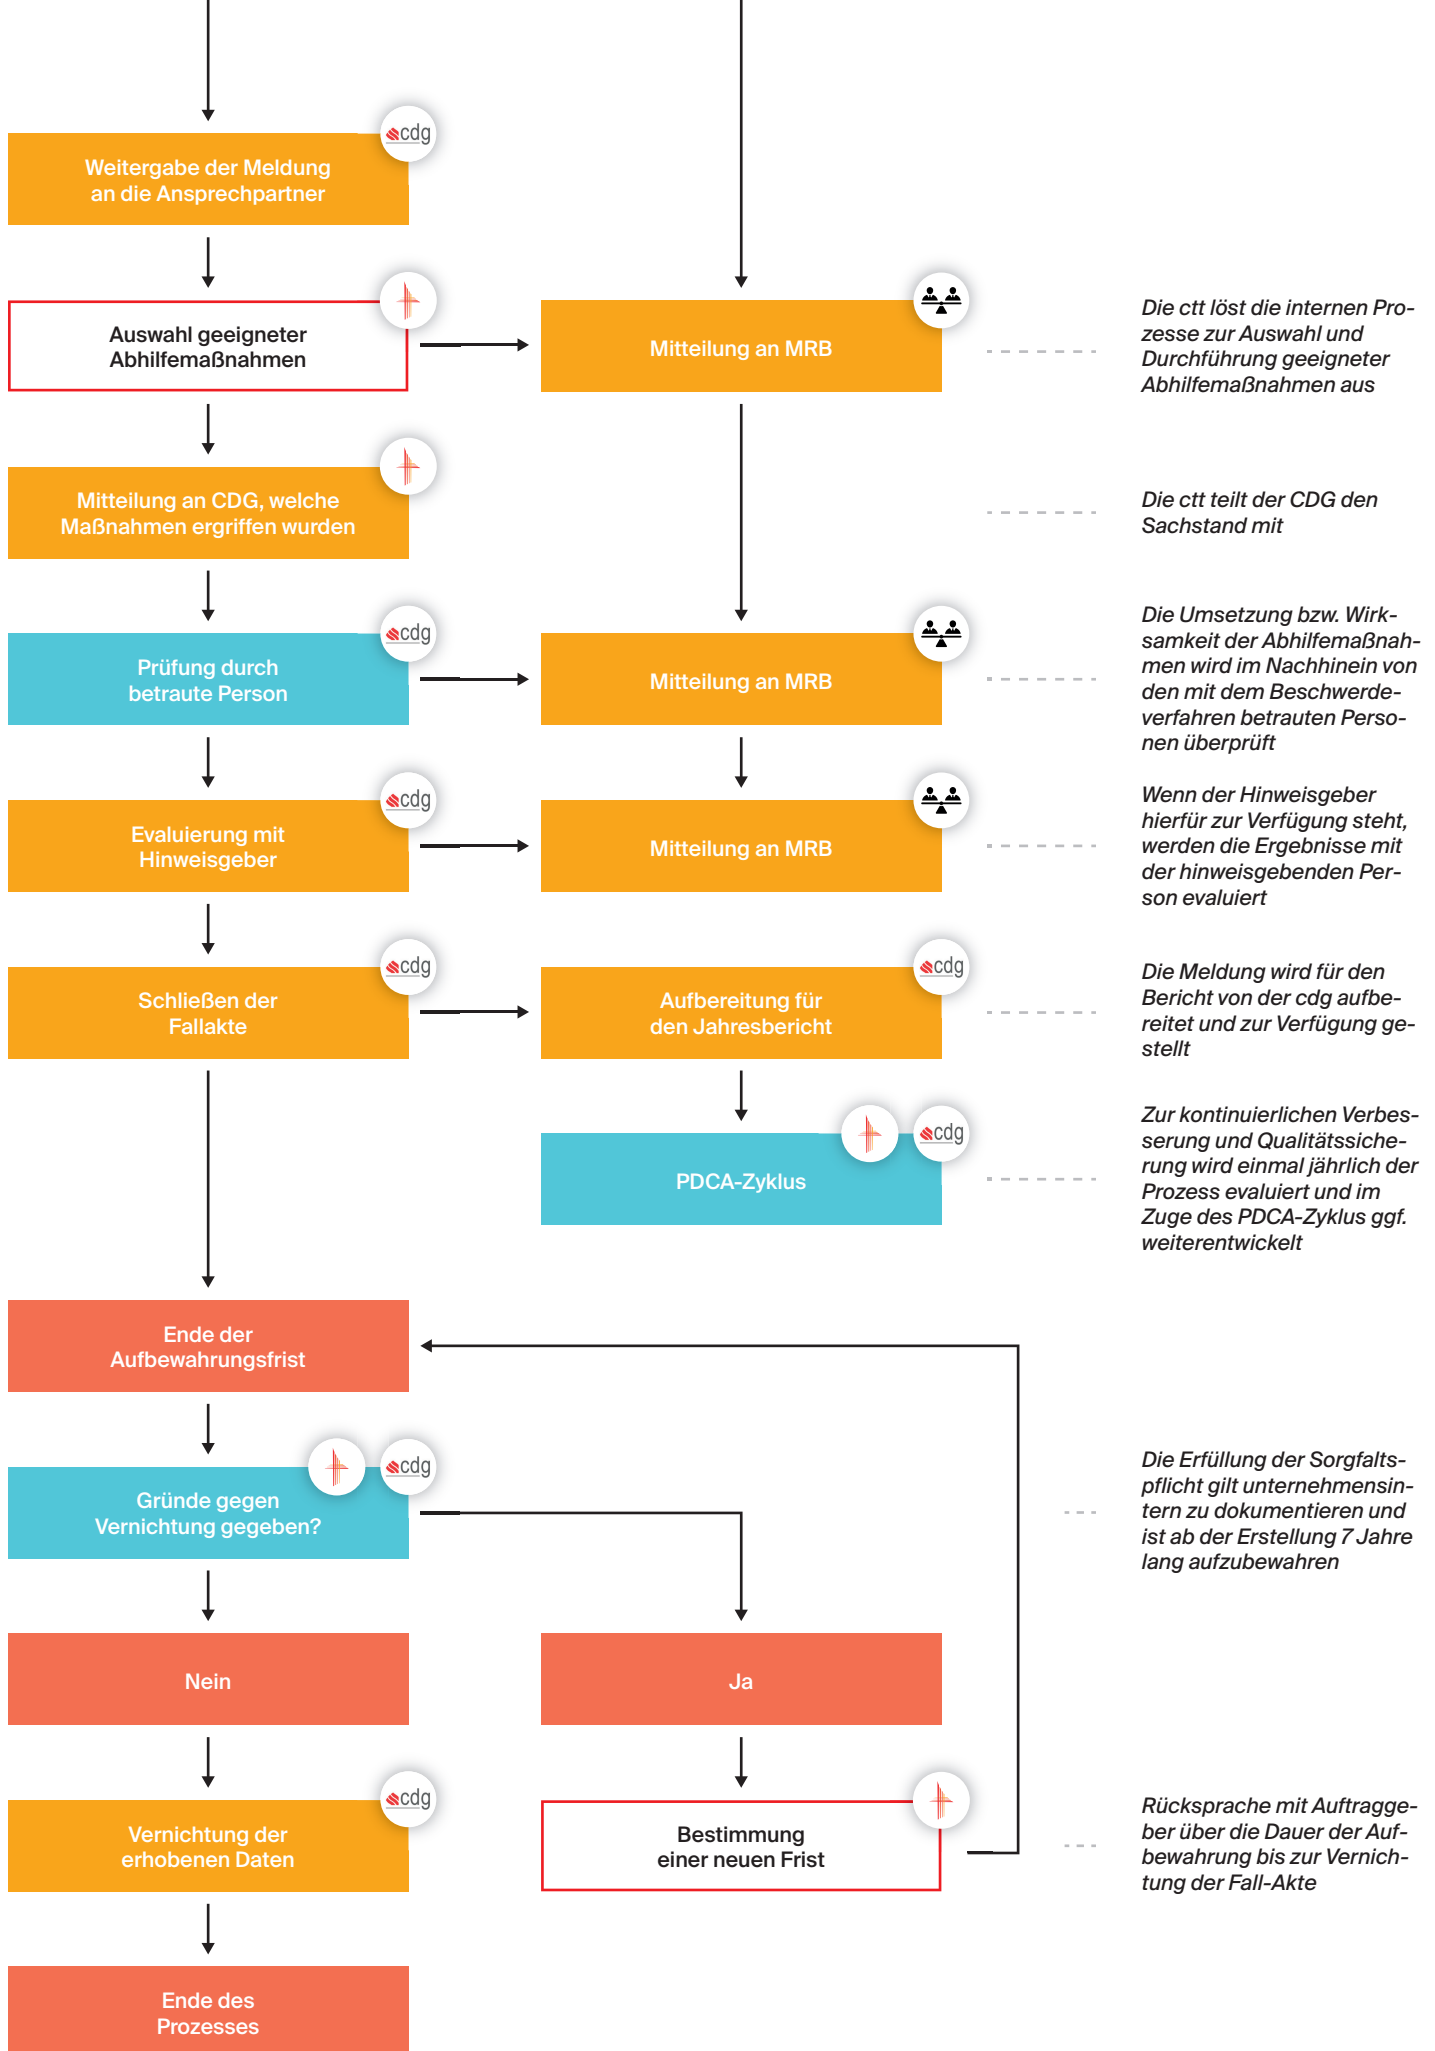 cdg
Weitergabe der Meldung
an die Ansprechpartner
Auswahl geeigneter
Abhilfemaßnahmen
Mitteilung an MRB
Die ctt löst die internen Pro-
zesse zur Auswahl und
Durchführung geeigneter
Abhilfemaßnahmen aus
Mitteilung an CDG, welche
Maßnahmen ergriffen wurden
Die ctt teilt der CDG den
Sachstand mit
cdg
Prüfung durch
betraute Person
Mitteilung an MRB
Die Umsetzung bzw. Wirk-
samkeit der Abhilfemaßnah-
men wird im Nachhinein von
den mit dem Beschwerde-
verfahren betrauten Perso-
nen überprüft
cdg
Evaluierung mit
Hinweisgeber
Mitteilung an MRB
Wenn der Hinweisgeber
hierfür zur Verfügung steht,
werden die Ergebnisse mit
der hinweisgebenden Per-
son evaluiert
cdg
Schließen der
Fallakte
cdg
Aufbereitung für
den Jahresbericht
Die Meldung wird für den
Bericht von der cdg aufbe-
reitet und zur Verfügung ge-
stellt
cdg
PDCA-Zyklus
Zur kontinuierlichen Verbes-
serung und Qualitätssiche-
rung wird einmal jährlich der
Prozess evaluiert und im
Zuge des PDCA-Zyklus ggf.
weiterentwickelt
Ende der
Aufbewahrungsfrist
cdg
Gründe gegen
Vernichtung gegeben?
Die Erfüllung der Sorgfalts-
pflicht gilt unternehmensin-
tern zu dokumentieren und
ist ab der Erstellung 7 Jahre
lang aufzubewahren
Nein
Ja
cdg
Vernichtung der
erhobenen Daten
Bestimmung
einer neuen Frist
Rücksprache mit Auftragge-
ber über die Dauer der Auf-
bewahrung bis zur Vernich-
tung der Fall-Akte
Ende des
Prozesses